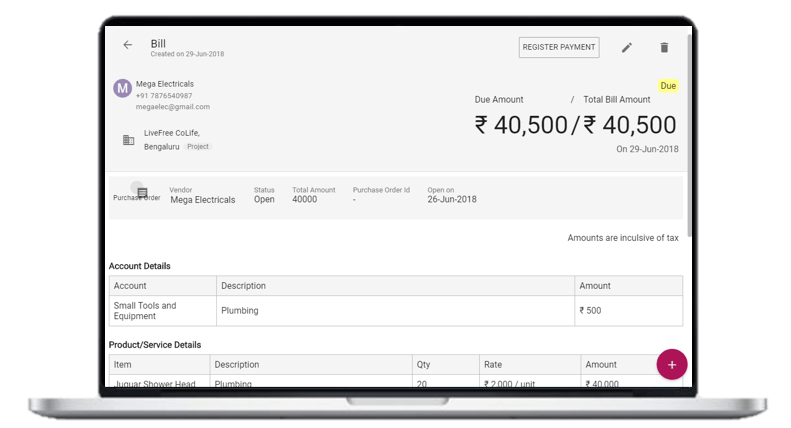 Bill
Created on 29-Jun-2018
REGISTER PAYMENT
M
Mega Electricals
+91 7876540987
megaelec@gmail.com
Due
Due Amount / Total Bill Amount
₹ 40,500/₹ 40,500
On 29-Jun-2018
LiveFree CoLife,
Bengaluru Project
Purchase Order
Vendor Status Total Amount Purchase Order Id Open on
Mega Electricals Open 40000 - 26-Jun-2018
Amounts are inculsive of tax
Account Details
Account Description Amount
Small Tools and
Equipment
Plumbing ₹ 500
Product/Service Details
Item Description Qty Rate Amount
+
Juguar Shower Head Plumbing 20 ₹ 2,000 / unit ₹ 40,000